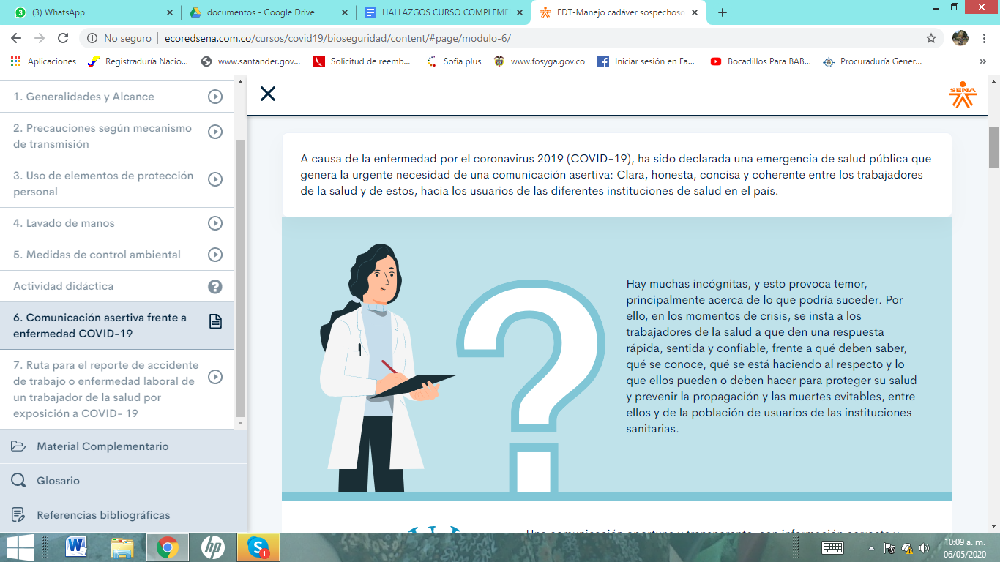 (3) WhatsApp
documentos - Google Drive
HALLAZGOS CURSO COMPLEME
EDT-Manejo cadáver sospechoso
No seguro
ecoredsena.com.co/cursos/covid19/bioseguridad/content/#page/modulo-6/
Aplicaciones
Registraduría Nacio...
www.santander.gov...
Solicitud de reemb...
Sofia plus
www.fosyga.gov.co
Iniciar sesión en Fa...
Bocadillos Para BAB...
Procuraduría Gener...
»
1. Generalidades y Alcance
2. Precauciones según mecanismo
de transmisión
3. Uso de elementos de protección
personal
4. Lavado de manos
5. Medidas de control ambiental
Actividad didáctica
6. Comunicación asertiva frente a
enfermedad COVID-19
7. Ruta para el reporte de accidente
de trabajo o enfermedad laboral de
un trabajador de la salud por
exposición a COVID- 19
Material Complementario
Glosario
Referencias bibliográficas
SENA
A causa de la enfermedad por el coronavirus 2019 (COVID-19), ha sido declarada una emergencia de salud pública que
genera la urgente necesidad de una comunicación asertiva: Clara, honesta, concisa y coherente entre los trabajadores
de la salud y de estos, hacia los usuarios de las diferentes instituciones de salud en el país.
?
Hay muchas incógnitas, y esto provoca temor,
principalmente acerca de lo que podría suceder. Por
ello, en los momentos de crisis, se insta a los
trabajadores de la salud a que den una respuesta
rápida, sentida y confiable, frente a qué deben saber,
qué se conoce, qué se está haciendo al respecto y lo
que ellos pueden o deben hacer para proteger su salud
y prevenir la propagación y las muertes evitables, entre
ellos y de la población de usuarios de las instituciones
sanitarias.
10:09 a. m.
06/05/2020